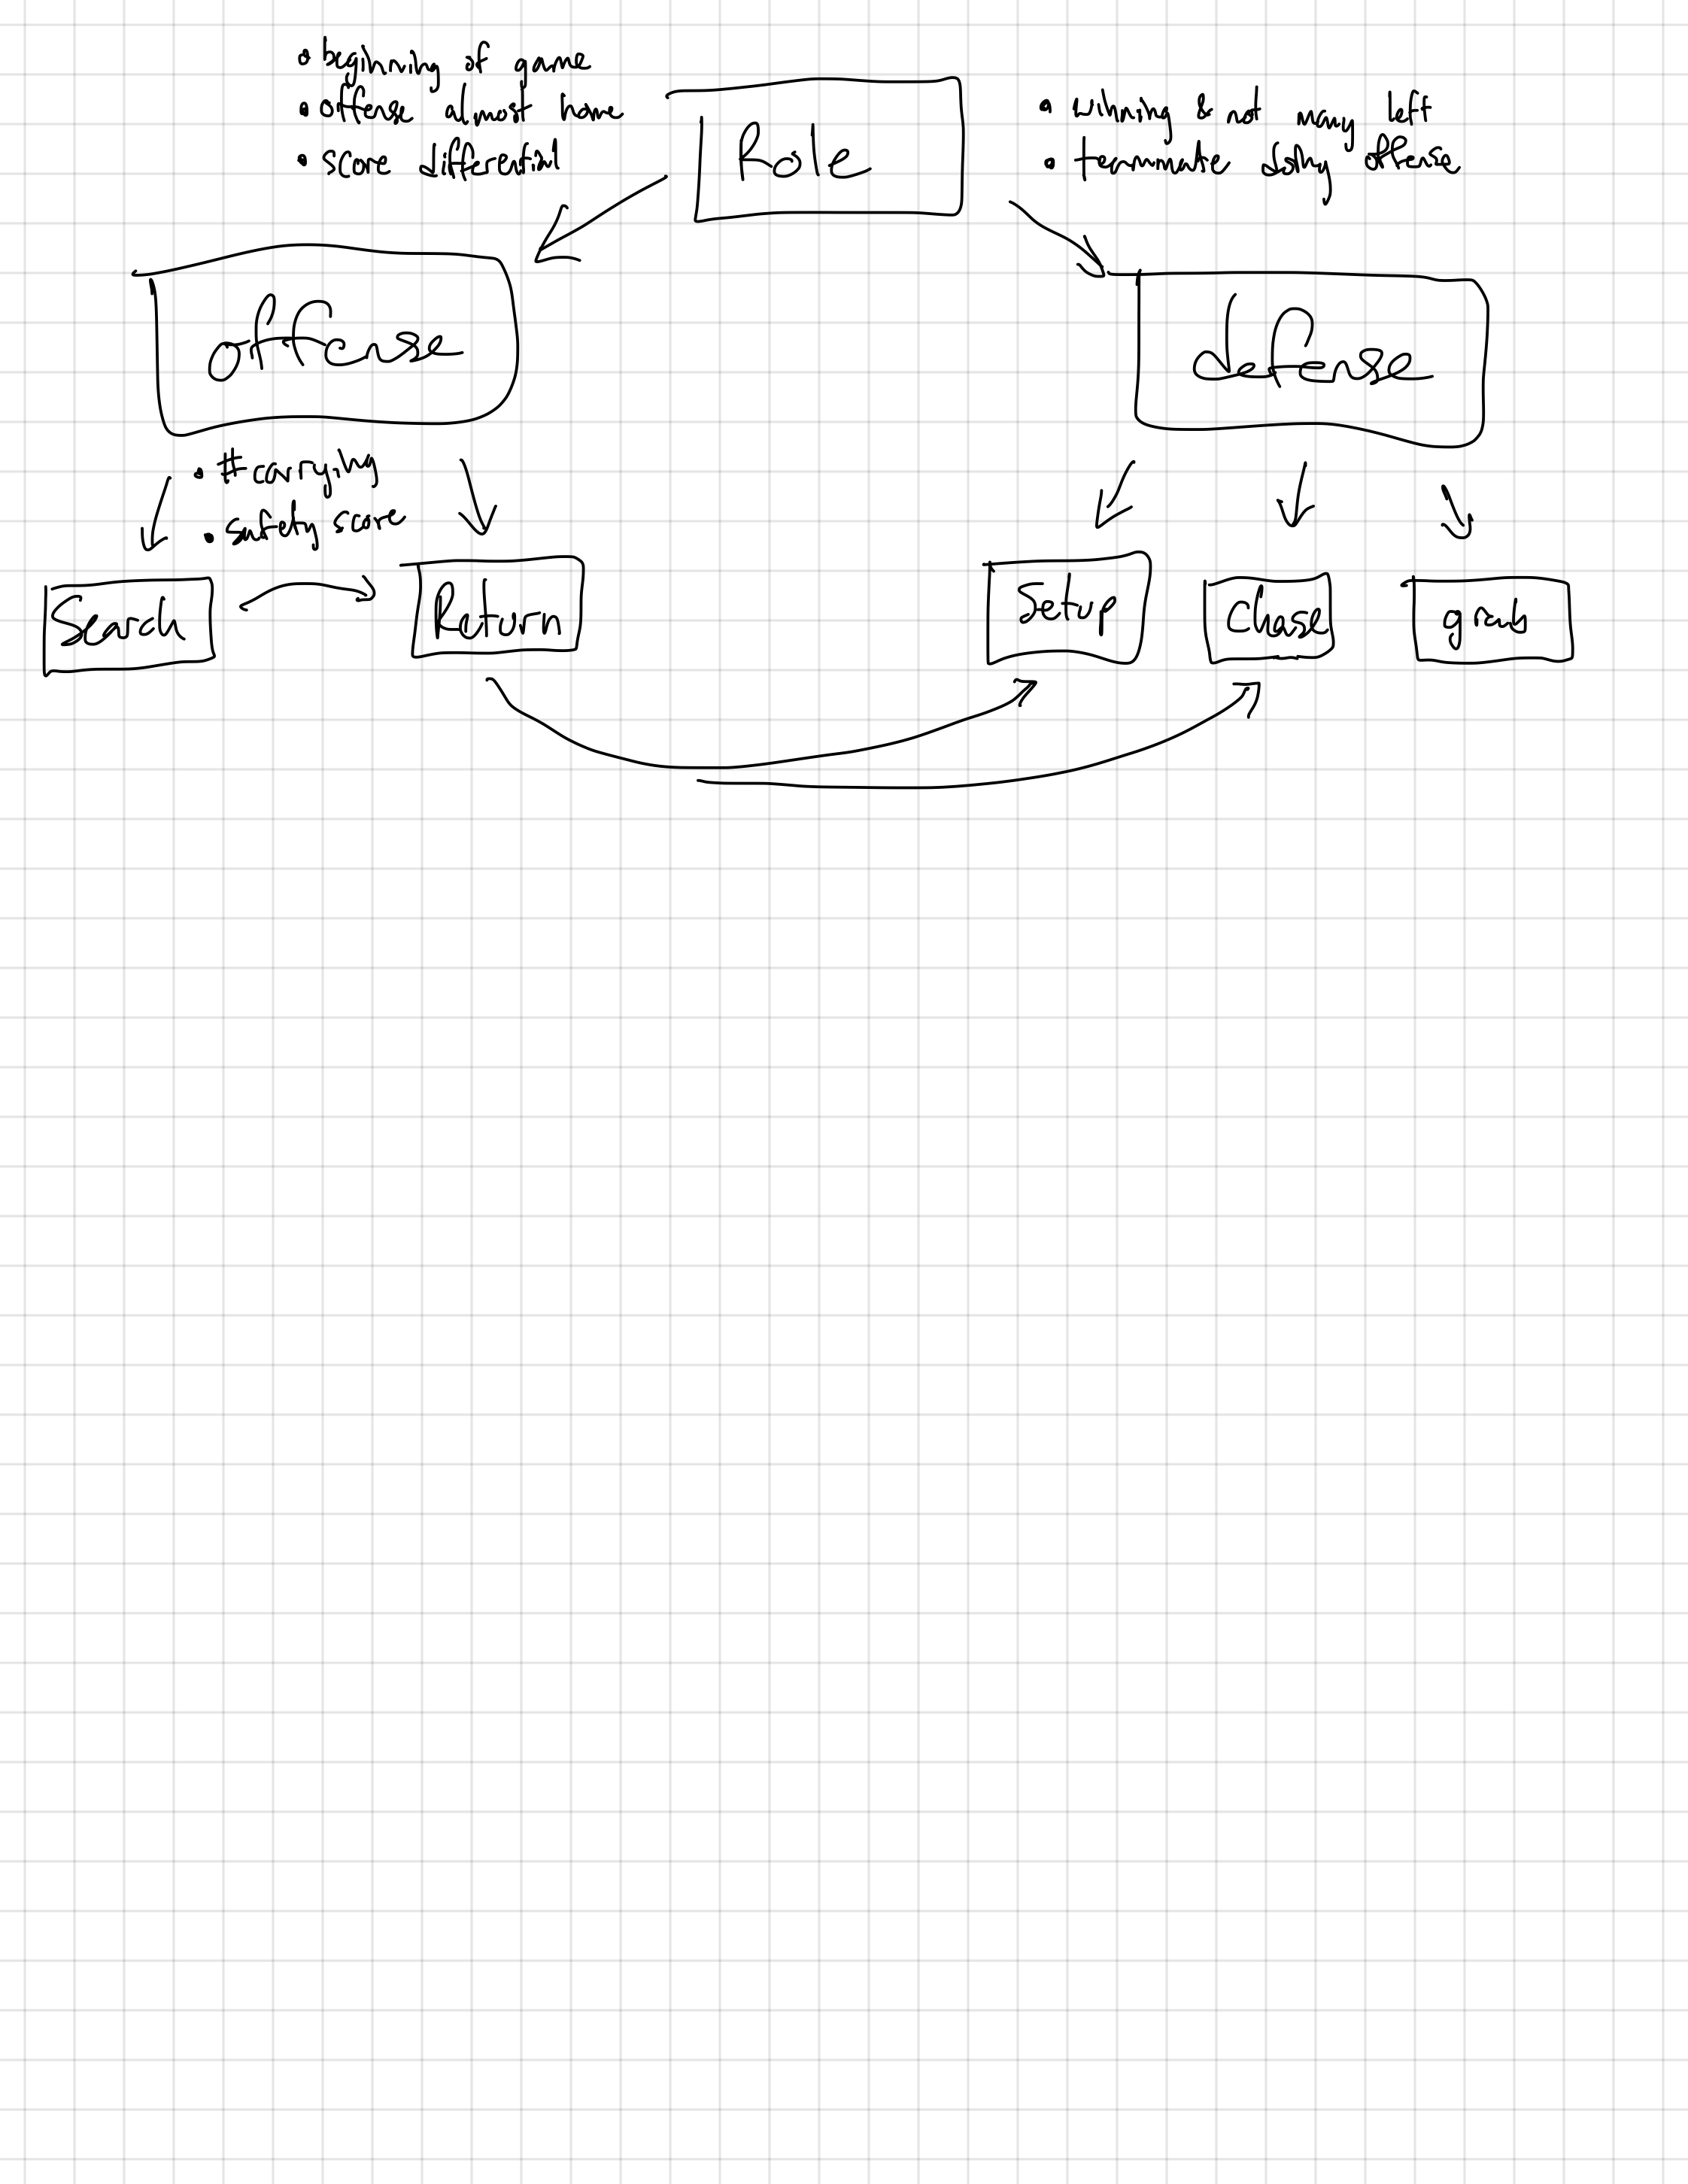 • beginning of game
• offense almost home
• score differential
Role
• winning & not many left
• terminate doing offense
offense
defense
• #carrying
• safety score
Search
Return
Setup
Chase
grab